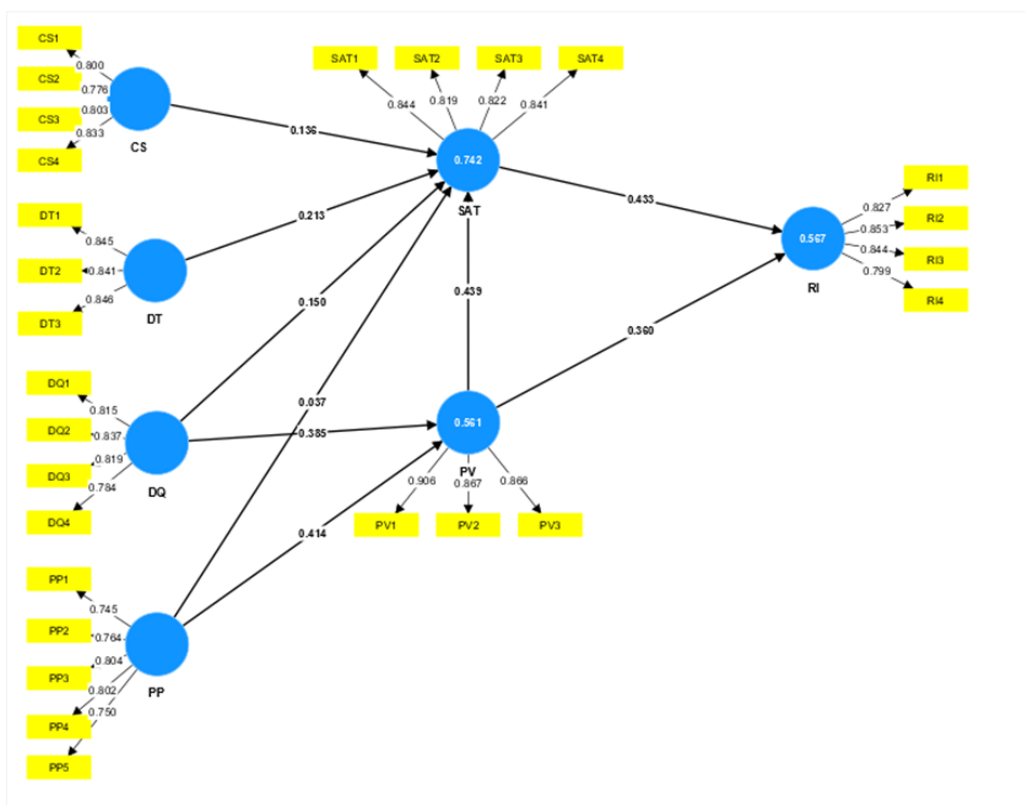 CS1
CS2
CS3
CS4
0.800
0.776
0.803
0.833
CS
DT1
DT2
DT3
0.845
0.841
0.846
DT
DQ1
DQ2
DQ3
DQ4
0.815
0.837
0.819
0.784
DQ
PP1
PP2
PP3
PP4
PP5
0.745
0.764
0.804
0.802
0.750
PP
SAT1
SAT2
SAT3
SAT4
0.844
0.819
0.822
0.841
0.742
SAT
0.136
0.213
0.150
0.037
0.385
0.414
0.439
0.561
PV
0.906
0.867
0.866
PV1
PV2
PV3
0.433
0.360
0.567
RI
0.827
0.853
0.844
0.799
RI1
RI2
RI3
RI4